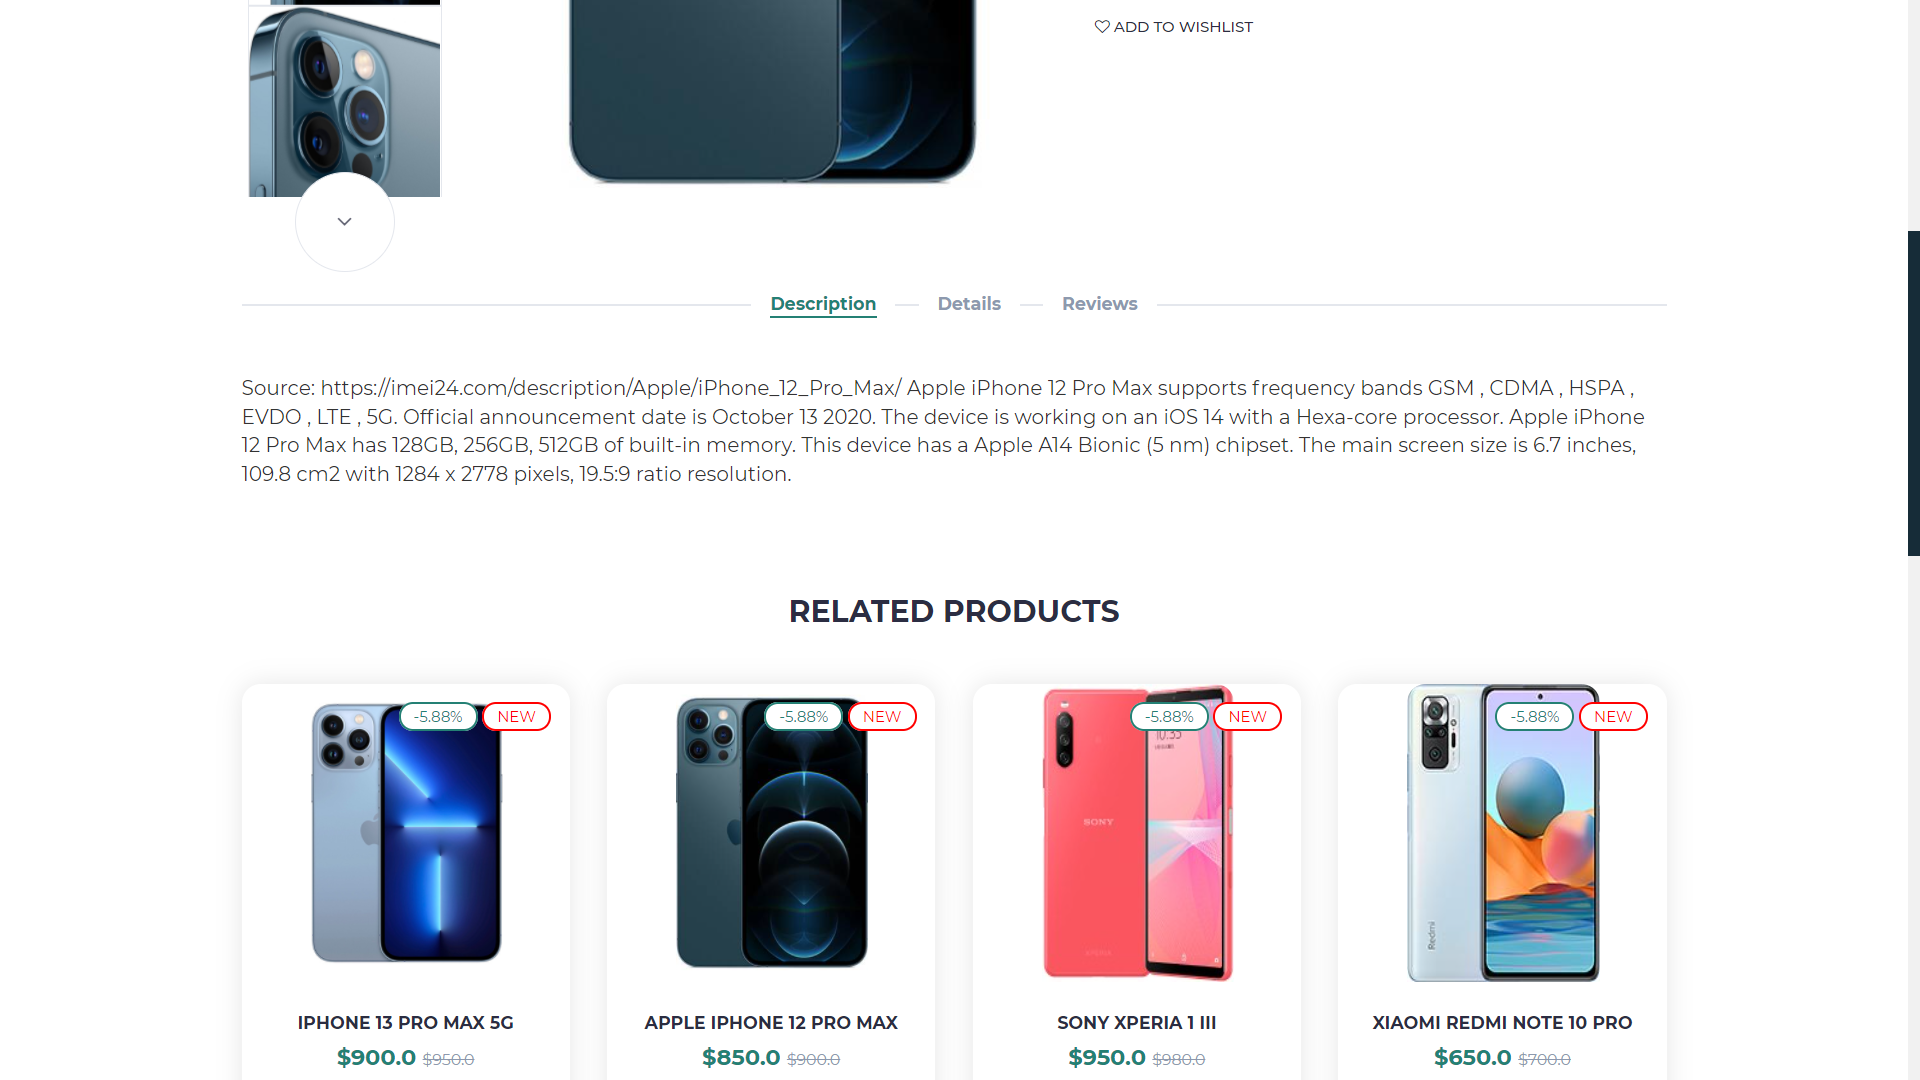 ADD TO WISHLIST
Description
Details
Reviews
Source: https://imei24.com/description/Apple/iPhone_12_Pro_Max/ Apple iPhone 12 Pro Max supports frequency bands GSM , CDMA , HSPA ,
EVDO , LTE , 5G. Official announcement date is October 13 2020. The device is working on an iOS 14 with a Hexa-core processor. Apple iPhone
12 Pro Max has 128GB, 256GB, 512GB of built-in memory. This device has a Apple A14 Bionic (5 nm) chipset. The main screen size is 6.7 inches,
109.8 cm2 with 1284 x 2778 pixels, 19.5:9 ratio resolution.
RELATED PRODUCTS
-5.88% NEW
IPHONE 13 PRO MAX 5G
$900.0 $950.0
-5.88% NEW
APPLE IPHONE 12 PRO MAX
$850.0 $900.0
-5.88% NEW
10:35
SONY
XPERIA
SONY XPERIA 1 III
$950.0 $980.0
-5.88% NEW
Redmi
XIAOMI REDMI NOTE 10 PRO
$650.0 $700.0